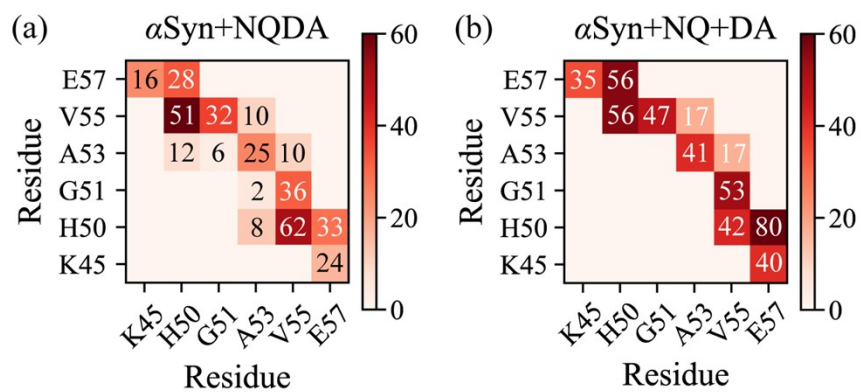 (a) αSyn+NQDA
60
40
20
0
E57 16 28
V55 51 32 10
A53 12 6 25 10
G51 2 36
H50 8 62 33
K45 24
K45 H50 G51 A53 V55 E57
Residue
Residue
(b) αSyn+NQ+DA
60
40
20
0
E57 35 56
V55 56 47 17
A53 41 17
G51 53
H50 42 80
K45 40
K45 H50 G51 A53 V55 E57
Residue
Residue